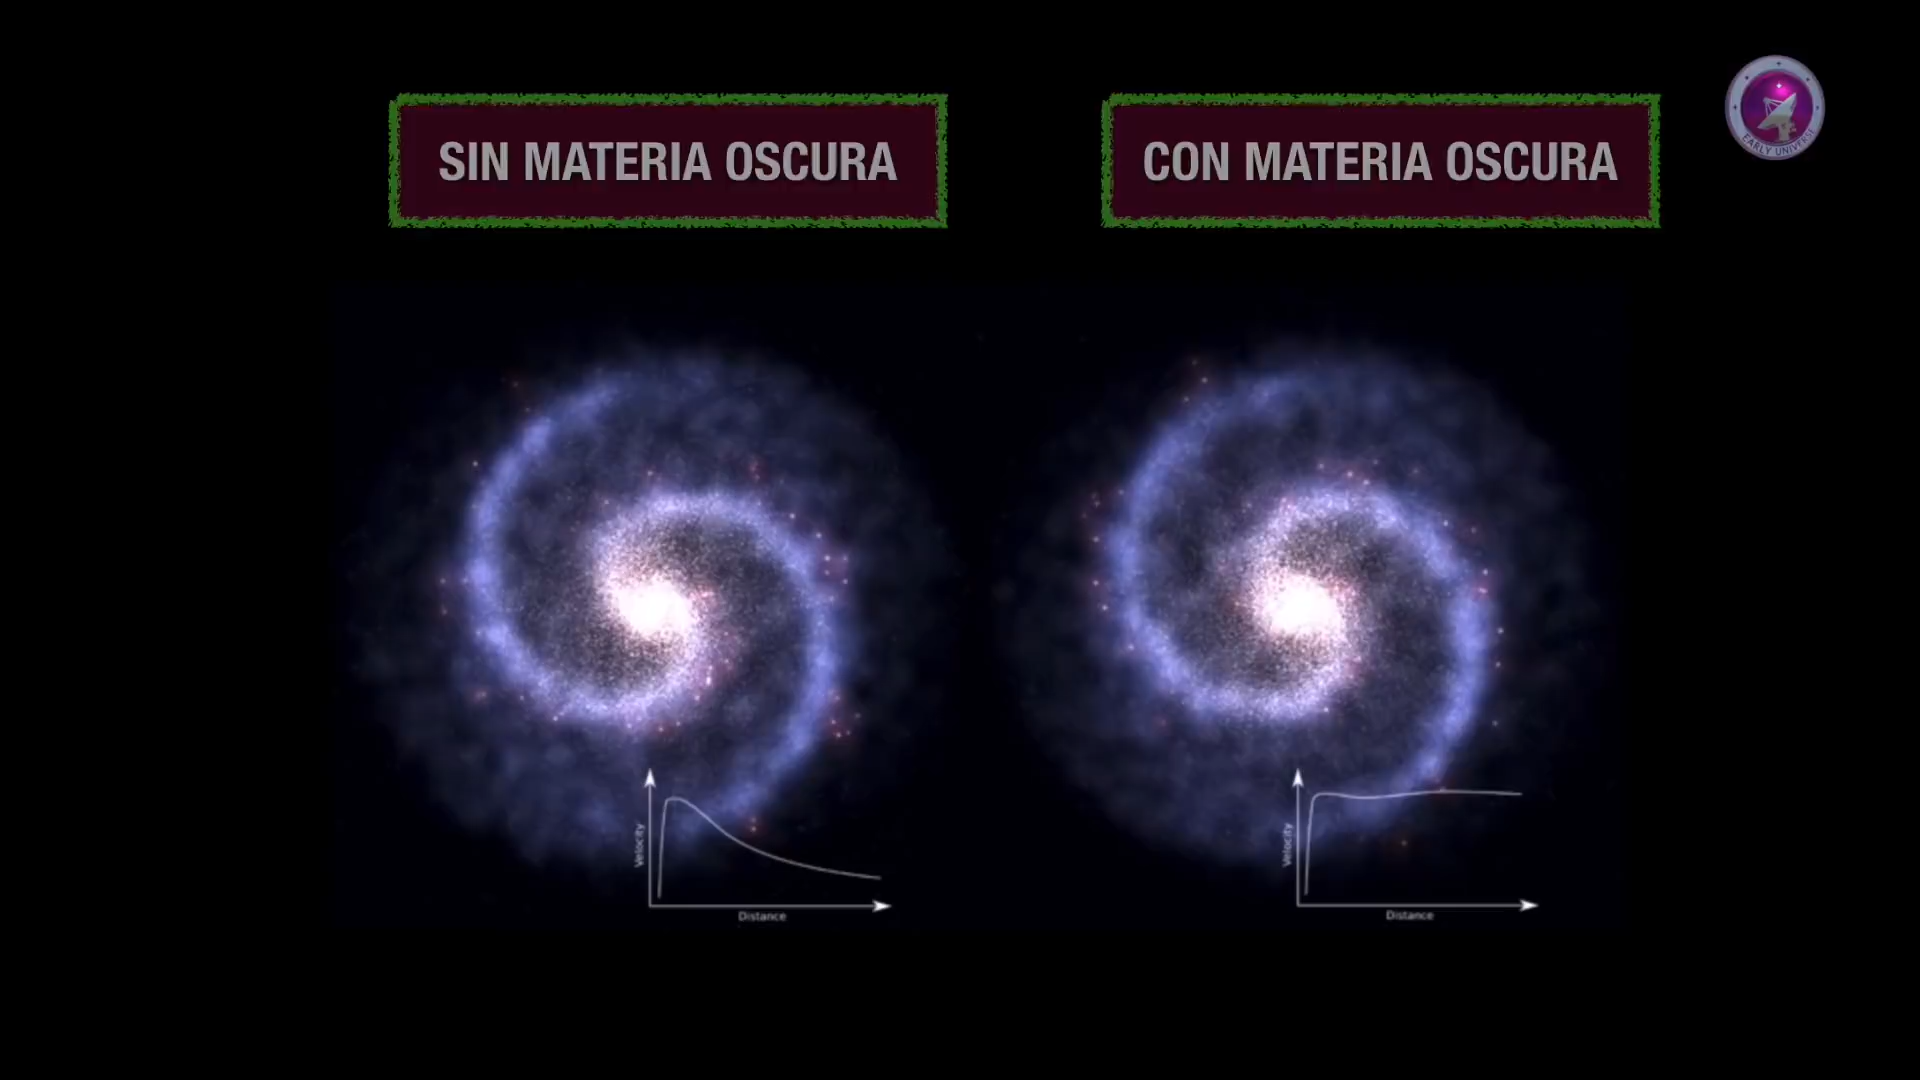 SIN MATERIA OSCURA
CON MATERIA OSCURA
EARLY UNIVERSE
Velocity
Distance
Velocity
Distance